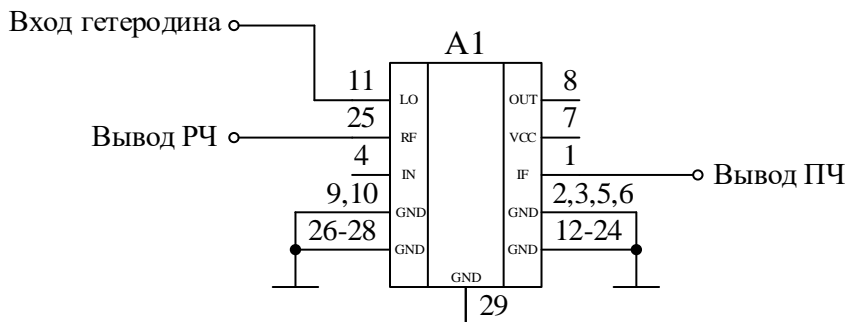 Вход гетеродина
A1
11
LO
OUT
8
25
Вывод РЧ
RF
VCC
7
4
IN
IF
1
Вывод ПЧ
9,10
GND
GND
2,3,5,6
26-28
GND
GND
12-24
GND
29